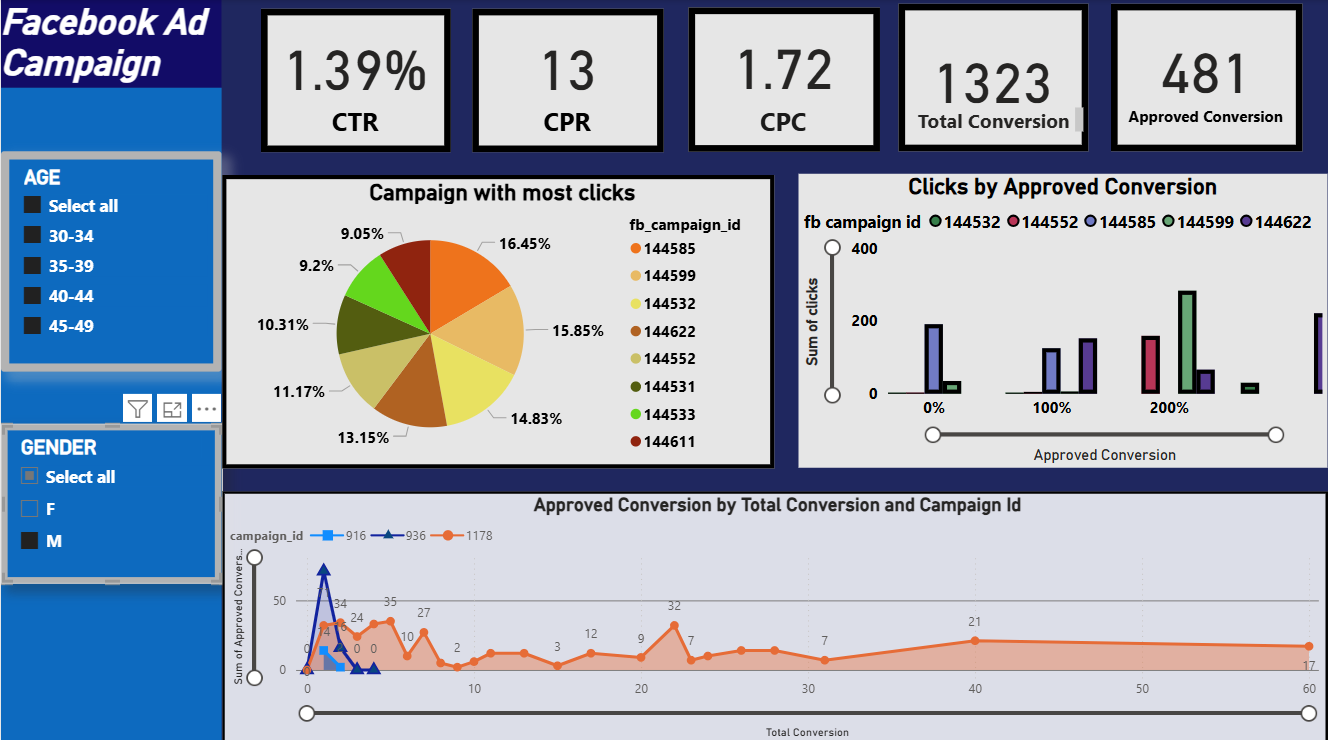 Facebook Ad
Campaign
1.39%
CTR
13
CPR
1.72
CPC
1323
Total Conversion
481
Approved Conversion
AGE
Select all
30-34
35-39
40-44
45-49
GENDER
Select all
F
M
Campaign with most clicks
9.05%
16.45%
9.2%
10.31%
15.85%
11.17%
14.83%
13.15%
fb_campaign_id
144585
144599
144532
144622
144552
144531
144533
144611
Clicks by Approved Conversion
fb campaign id 144532 144552 144585 144599 144622
Sum of clicks
400
200
0
0% 100% 200%
Approved Conversion
Approved Conversion by Total Conversion and Campaign Id
campaign_id 916 936 1178
Sum of Approved Convers...
50
0
0
34
24
35
10
27
0 0
2
3
12
9
32
7
7
21
17
0 10 20 30 40 50 60
Total Conversion